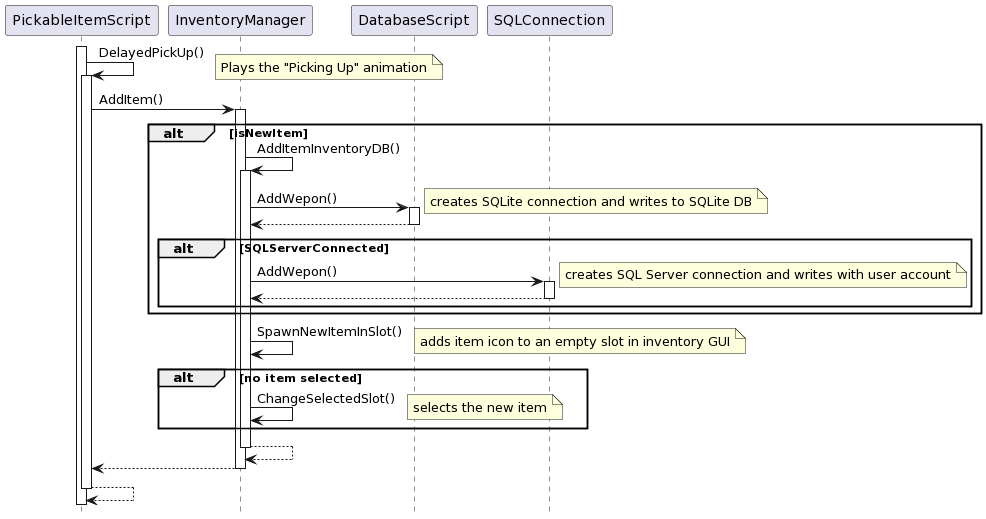 PickableItemScript InventoryManager DatabaseScript SQLConnection
DelayedPickUp()
Plays the "Picking Up" animation
AddItem()
alt [isNewItem]
AddItemInventoryDB()
AddWepon()
creates SQLite connection and writes to SQLite DB
alt [SQLServerConnected]
AddWepon()
creates SQL Server connection and writes with user account
SpawnNewItemInSlot()
adds item icon to an empty slot in inventory GUI
alt [no item selected]
ChangeSelectedSlot()
selects the new item